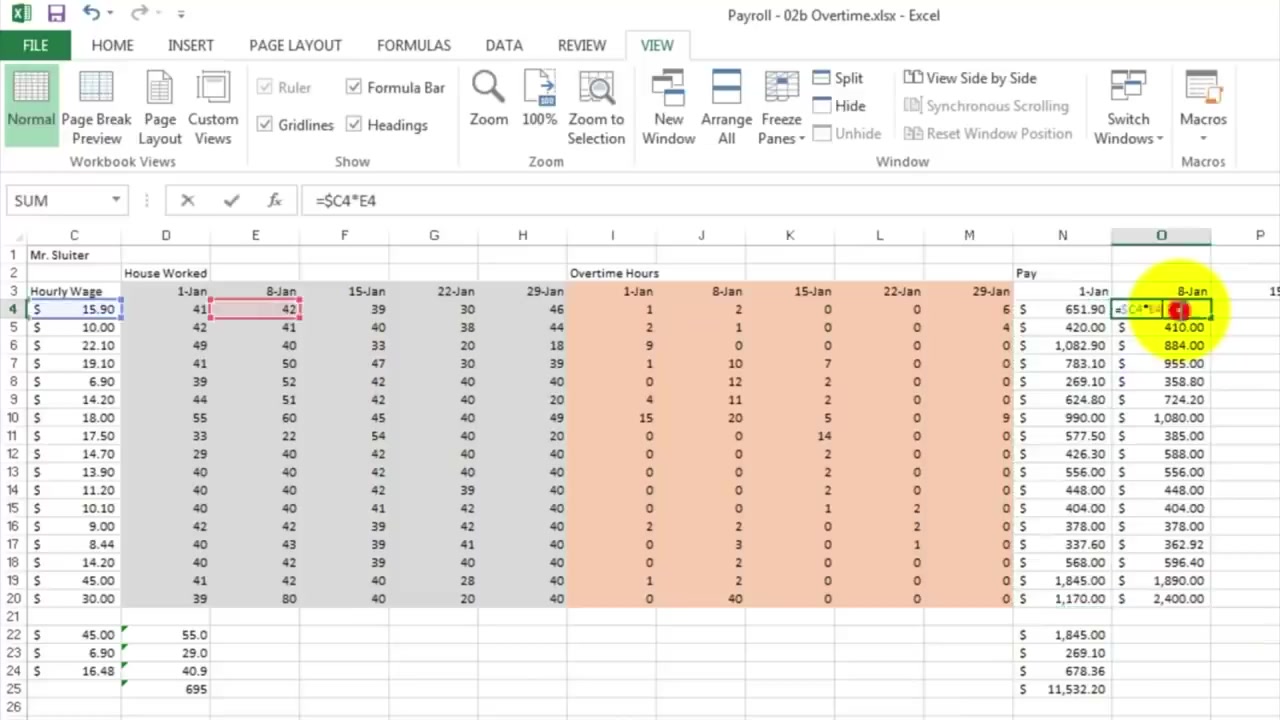 Payroll - 02b Overtime.xlsx - Excel
FILE HOME INSERT PAGE LAYOUT FORMULAS DATA REVIEW VIEW
Normal Page Break Preview Page Layout Custom Views
Workbook Views
Ruler Formula Bar
Gridlines Headings
Show
Zoom 100% Zoom to Selection
Zoom
New Window Arrange All Freeze Panes
Split
Hide
Unhide
View Side by Side
Synchronous Scrolling
Reset Window Position
Window
Switch Windows
Macros
Macros
SUM fx =$C4*E4
C D E F G H I J K L M N O P
1 Mr. Sluiter
2 House Worked Overtime Hours Pay
3 Hourly Wage 1-Jan 8-Jan 15-Jan 22-Jan 29-Jan 1-Jan 8-Jan 15-Jan 22-Jan 29-Jan 1-Jan 8-Jan 15
4 $ 15.90 41 42 39 30 46 1 2 0 0 6 $ 651.90 =$C4*E4
5 $ 10.00 42 41 40 38 44 2 1 0 0 4 $ 420.00 $ 410.00
6 $ 22.10 49 40 33 20 18 9 0 0 0 0 $ 1,082.90 $ 884.00
7 $ 19.10 41 50 47 30 39 1 10 7 0 0 $ 783.10 $ 955.00
8 $ 6.90 39 52 42 40 40 0 12 2 0 0 $ 269.10 $ 358.80
9 $ 14.20 44 51 42 40 20 4 11 2 0 0 $ 624.80 $ 724.20
10 $ 18.00 55 60 45 40 49 15 20 5 0 9 $ 990.00 $ 1,080.00
11 $ 17.50 33 22 54 40 20 0 0 14 0 0 $ 577.50 $ 385.00
12 $ 14.70 29 40 42 40 40 0 0 2 0 0 $ 426.30 $ 588.00
13 $ 13.90 40 40 42 40 40 0 0 2 0 0 $ 556.00 $ 556.00
14 $ 11.20 40 40 42 39 40 0 0 2 0 0 $ 448.00 $ 448.00
15 $ 10.10 40 40 41 42 40 0 0 1 2 0 $ 404.00 $ 404.00
16 $ 9.00 42 42 39 42 40 2 2 0 2 0 $ 378.00 $ 378.00
17 $ 8.44 40 43 39 41 40 0 3 0 1 0 $ 337.60 $ 362.92
18 $ 14.20 40 42 39 40 40 0 2 0 0 0 $ 568.00 $ 596.40
19 $ 45.00 41 42 40 28 40 1 2 0 0 0 $ 1,845.00 $ 1,890.00
20 $ 30.00 39 80 40 20 40 0 40 0 0 0 $ 1,170.00 $ 2,400.00
21
22 $ 45.00 55.0 $ 1,845.00
23 $ 6.90 29.0 $ 269.10
24 $ 16.48 40.9 $ 678.36
25 695 $ 11,532.20
26